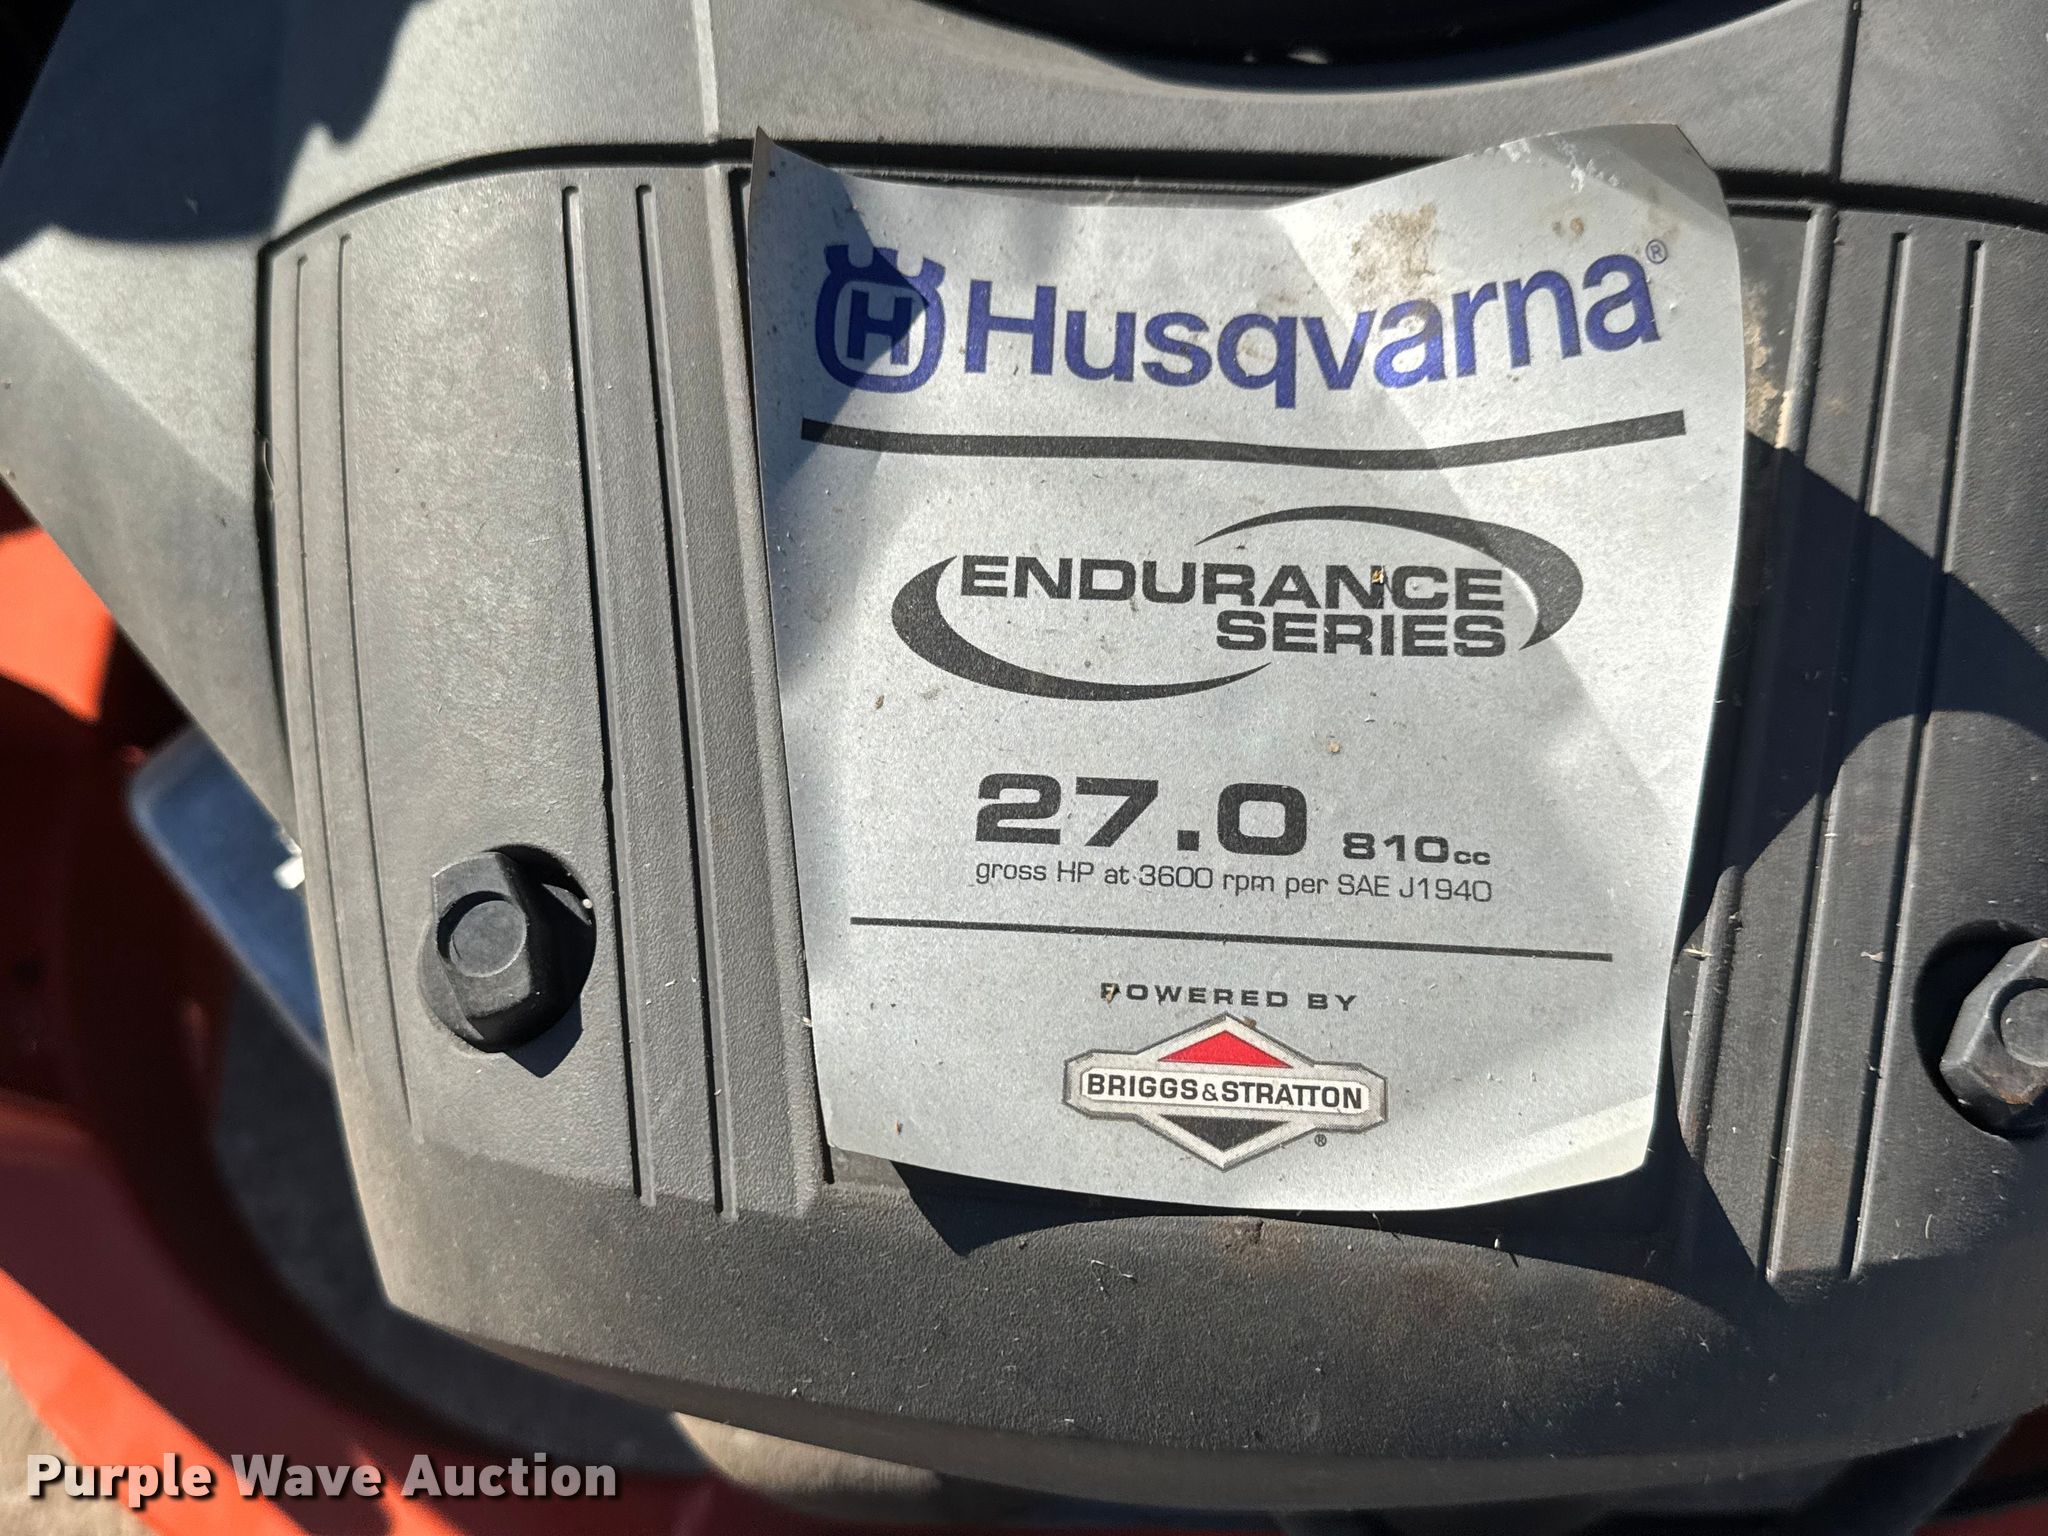 H Husqvarna®
ENDURANCE
SERIES
27.0 810cc
gross HP at 3600 rpm per SAE J1940
POWERED BY
BRIGGS&STRATTON
®
Purple Wave Auction